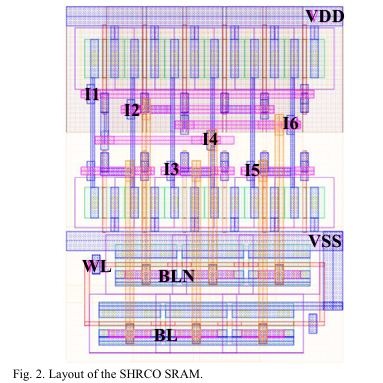 VDD
I1
I2
I6
I4
I3
I5
VSS
WL
BLN
BL
Fig. 2. Layout of the SHRCO SRAM.